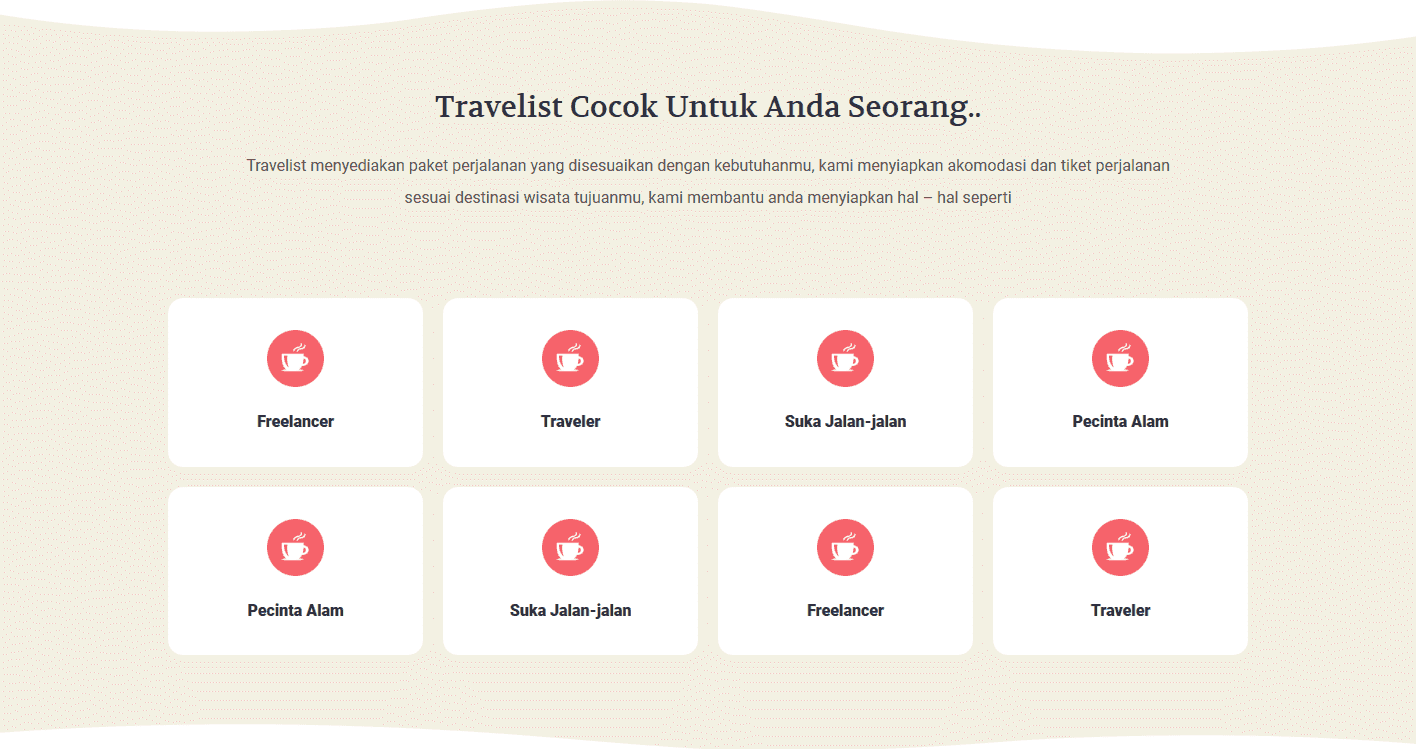 Travelist Cocok Untuk Anda Seorang..
Travelist menyediakan paket perjalanan yang disesuaikan dengan kebutuhanmu, kami menyiapkan akomodasi dan tiket perjalanan
sesuai destinasi wisata tujuanmu, kami membantu anda menyiapkan hal – hal seperti
Freelancer
Traveler
Suka Jalan-jalan
Pecinta Alam
Pecinta Alam
Suka Jalan-jalan
Freelancer
Traveler